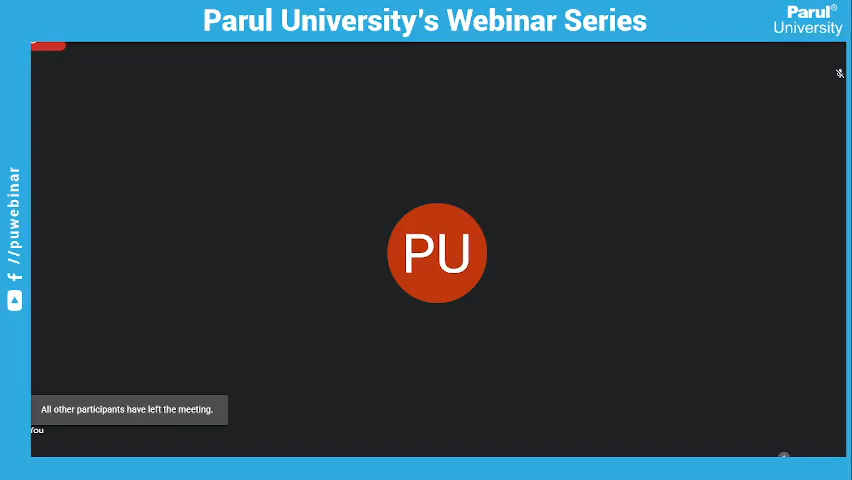 Parul University's Webinar Series
Parul®
University
f //puwebinar
PU
All other participants have left the meeting.
You